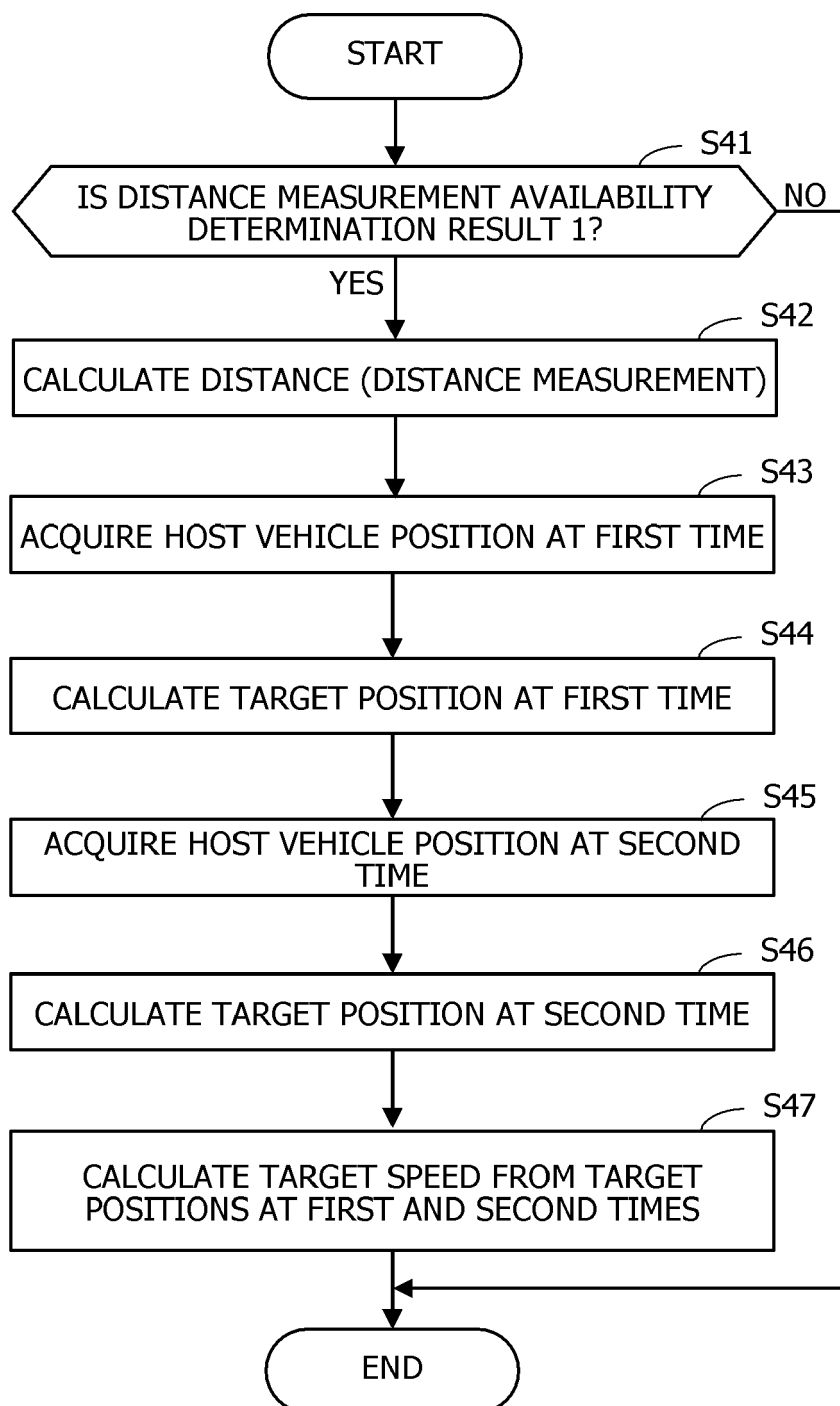 START
S41
IS DISTANCE MEASUREMENT AVAILABILITY
DETERMINATION RESULT 1?
NO
YES
S42
CALCULATE DISTANCE (DISTANCE MEASUREMENT)
S43
ACQUIRE HOST VEHICLE POSITION AT FIRST TIME
S44
CALCULATE TARGET POSITION AT FIRST TIME
S45
ACQUIRE HOST VEHICLE POSITION AT SECOND
TIME
S46
CALCULATE TARGET POSITION AT SECOND TIME
S47
CALCULATE TARGET SPEED FROM TARGET
POSITIONS AT FIRST AND SECOND TIMES
END